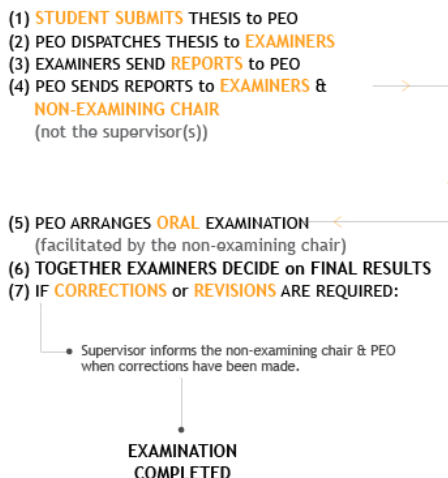 (1) STUDENT SUBMITS THESIS to PEO
(2) PEO DISPATCHES THESIS to EXAMINERS
(3) EXAMINERS SEND REPORTS to PEO
(4) PEO SENDS REPORTS to EXAMINERS &
NON-EXAMINING CHAIR
(not the supervisor(s))
(5) PEO ARRANGES ORAL EXAMINATION
(facilitated by the non-examining chair)
(6) TOGETHER EXAMINERS DECIDE on FINAL RESULTS
(7) IF CORRECTIONS or REVISIONS ARE REQUIRED:
Supervisor informs the non-examining chair & PEO
when corrections have been made.
EXAMINATION
COMPLETED